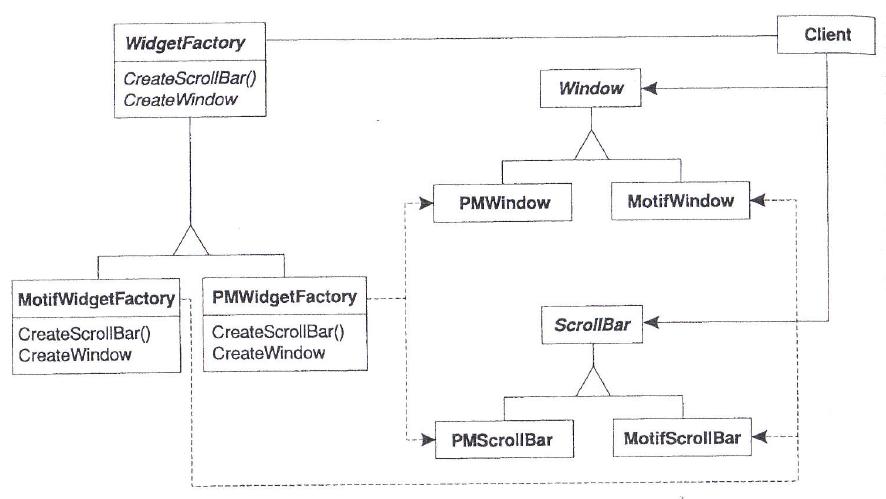 WidgetFactory
CreateScrollBar()
CreateWindow
Client
Window
PMWindow
MotifWindow
MotifWidgetFactory
CreateScrollBar()
CreateWindow
PMWidgetFactory
CreateScrollBar()
CreateWindow
ScrollBar
PMScrollBar
MotifScrollBar